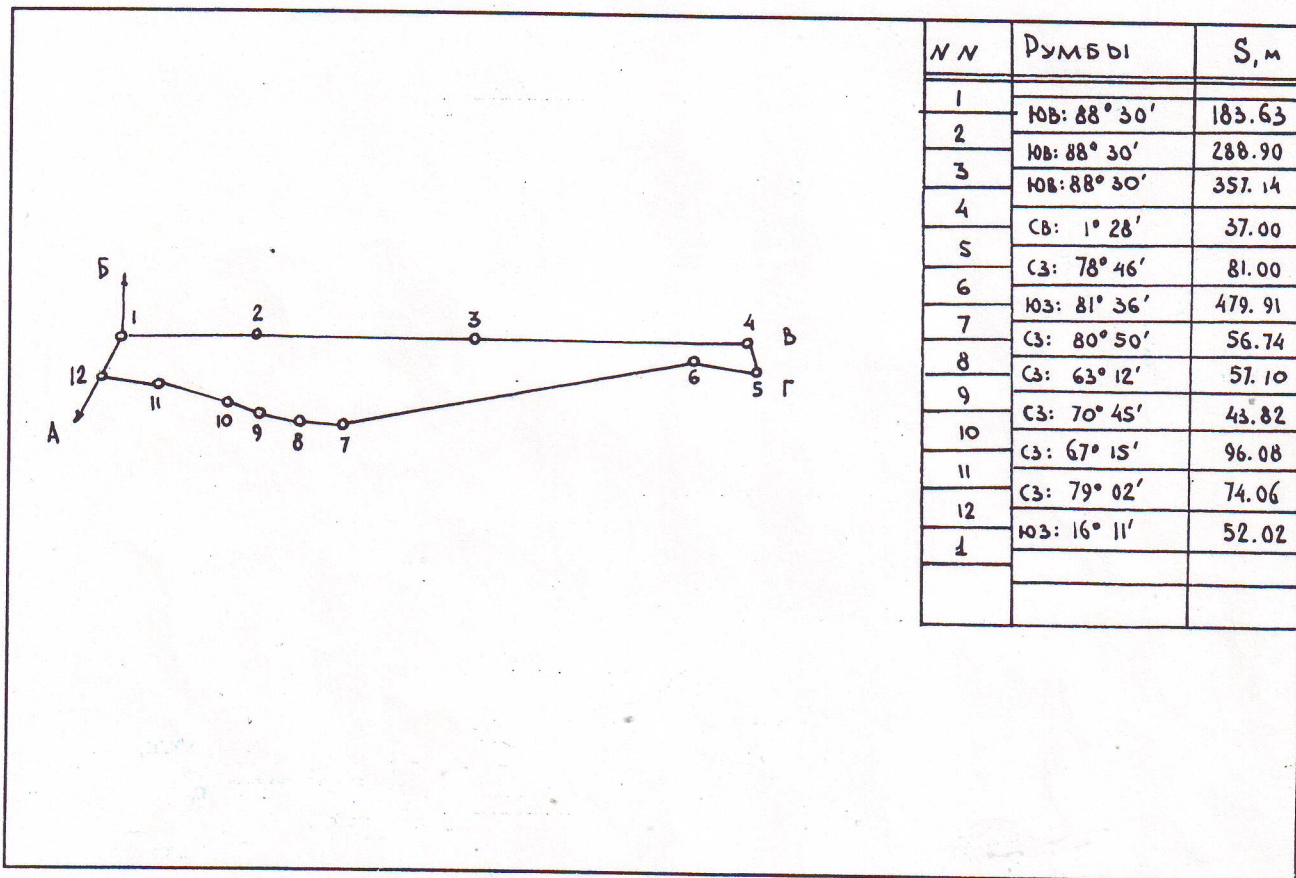 N N Румбы S, м
1
ЮВ: 88° 30′ 183.63
2
ЮВ: 88° 30′ 288.90
3
ЮВ: 88° 30′ 357.14
4
СВ: 1° 28′ 37.00
5
СЗ: 78° 46′ 81.00
6
ЮЗ: 81° 36′ 479.91
7
СЗ: 80° 50′ 56.74
8
СЗ: 63° 12′ 57.10
9
СЗ: 70° 45′ 43.82
10
СЗ: 67° 15′ 96.08
11
СЗ: 79° 02′ 74.06
12
ЮЗ: 16° 11′ 52.02
1
Б
1 2 3 4 В
12 11 6 5 Г
10 9 8 7
А